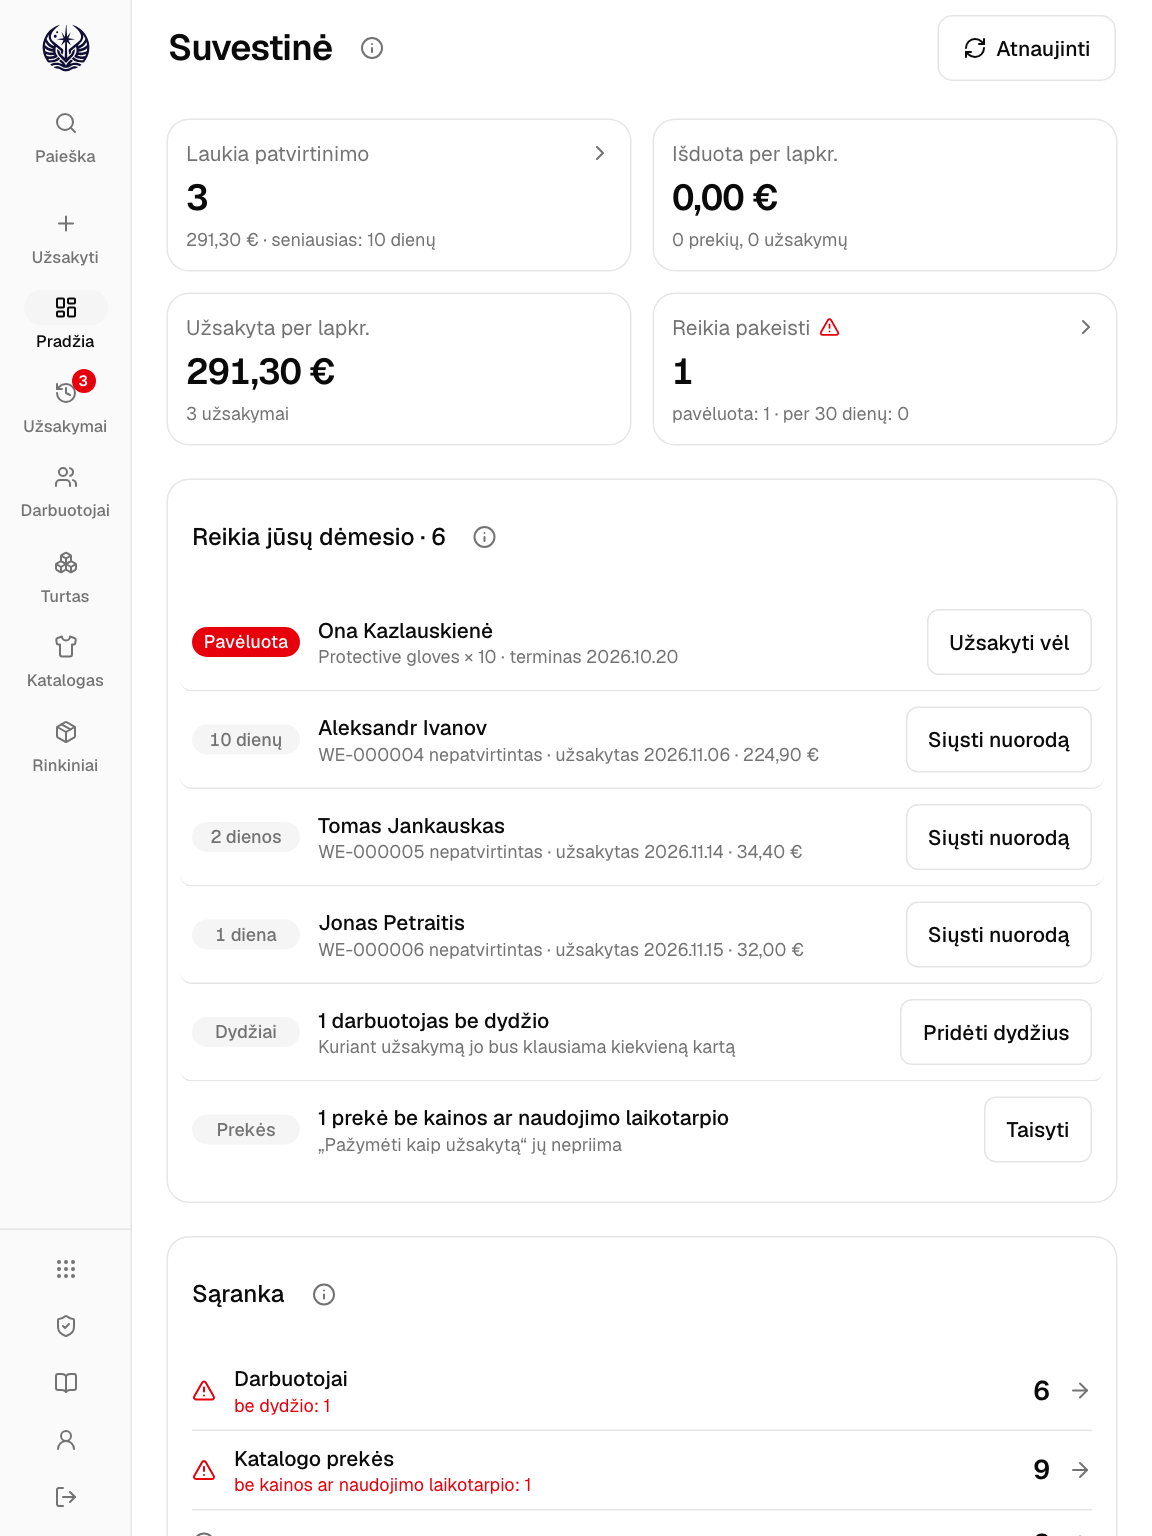 Suvestinė
Atnaujinti
Paieška
Užsakyti
Pradžia
3
Užsakymai
Darbuotojai
Turtas
Katalogas
Rinkiniai
Laukia patvirtinimo
3
291,30 € · seniausias: 10 dienų
Išduota per lapkr.
0,00 €
0 prekių, 0 užsakymų
Užsakyta per lapkr.
291,30 €
3 užsakymai
Reikia pakeisti
1
pavėluota: 1 · per 30 dienų: 0
Reikia jūsų dėmesio · 6
Pavėluota
Ona Kazlauskienė
Protective gloves × 10 · terminas 2026.10.20
Užsakyti vėl
10 dienų
Aleksandr Ivanov
WE-000004 nepatvirtintas · užsakytas 2026.11.06 · 224,90 €
Siųsti nuorodą
2 dienos
Tomas Jankauskas
WE-000005 nepatvirtintas · užsakytas 2026.11.14 · 34,40 €
Siųsti nuorodą
1 diena
Jonas Petraitis
WE-000006 nepatvirtintas · užsakytas 2026.11.15 · 32,00 €
Siųsti nuorodą
Dydžiai
1 darbuotojas be dydžio
Kuriant užsakymą jo bus klausiama kiekvieną kartą
Pridėti dydžius
Prekės
1 prekė be kainos ar naudojimo laikotarpio
„Pažymėti kaip užsakytą“ jų nepriima
Taisyti
Sąranka
Darbuotojai
be dydžio: 1
6
Katalogo prekės
be kainos ar naudojimo laikotarpio: 1
9